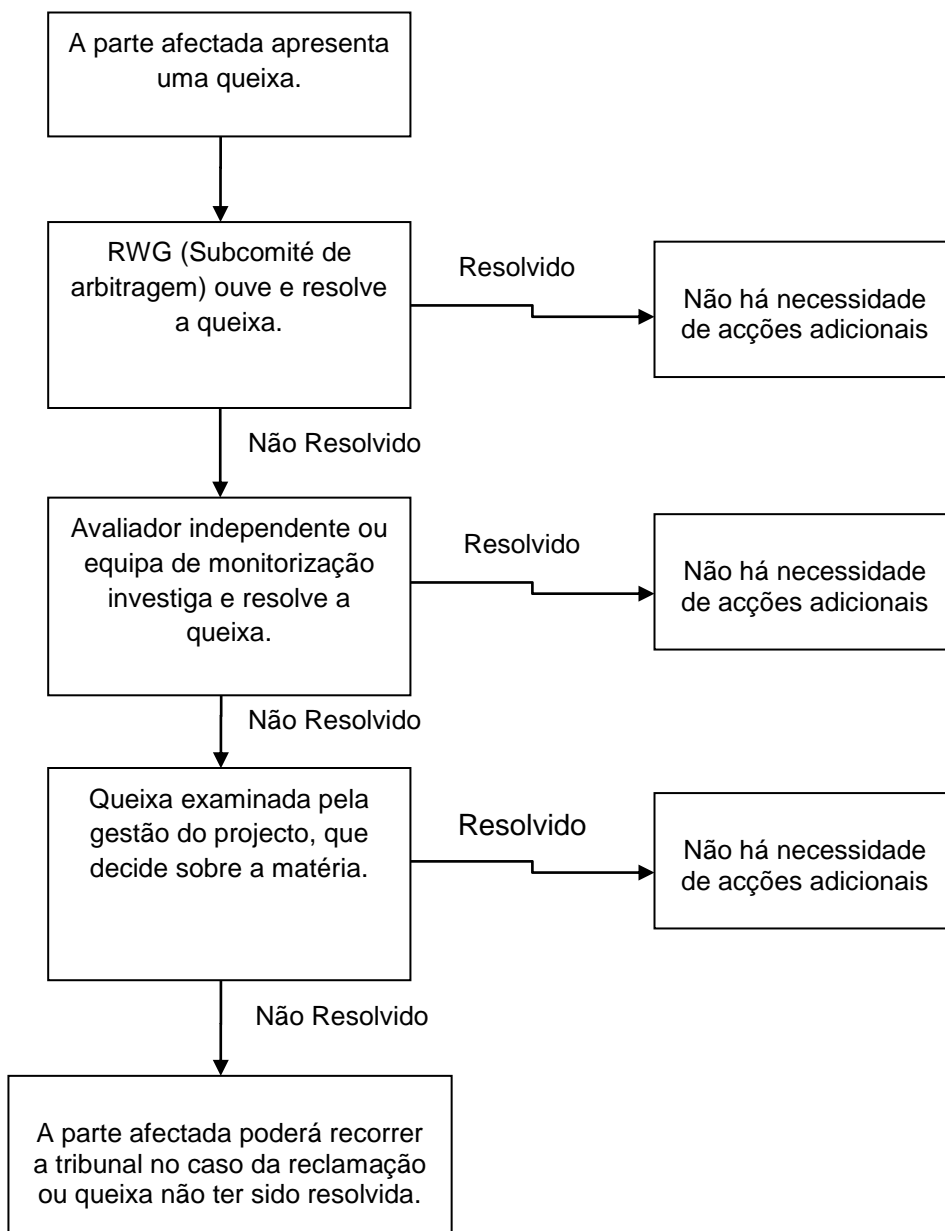 A parte afectada apresenta
uma queixa.
RWG (Subcomité de
arbitragem) ouve e resolve
a queixa.
Resolvido
Não há necessidade
de acções adicionais
Não Resolvido
Avaliador independente ou
equipa de monitorização
investiga e resolve a
queixa.
Resolvido
Não há necessidade
de acções adicionais
Não Resolvido
Queixa examinada pela
gestão do projecto, que
decide sobre a matéria.
Resolvido
Não há necessidade
de acções adicionais
Não Resolvido
A parte afectada poderá recorrer
a tribunal no caso da reclamação
ou queixa não ter sido resolvida.